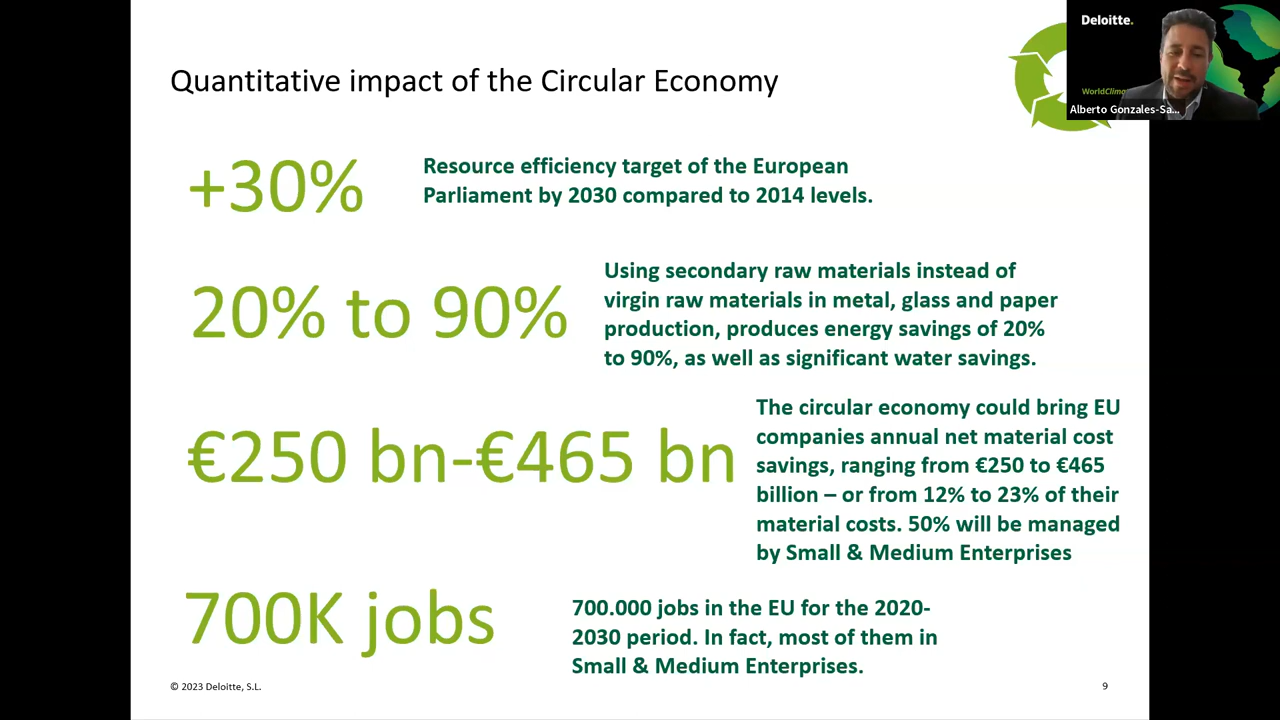 Deloitte.
Quantitative impact of the Circular Economy
Alberto Gonzales-Sa...
+30%
Resource efficiency target of the European
Parliament by 2030 compared to 2014 levels.
20% to 90%
Using secondary raw materials instead of
virgin raw materials in metal, glass and paper
production, produces energy savings of 20%
to 90%, as well as significant water savings.
€250 bn-€465 bn
The circular economy could bring EU
companies annual net material cost
savings, ranging from €250 to €465
billion – or from 12% to 23% of their
material costs. 50% will be managed
by Small & Medium Enterprises
700K jobs
700.000 jobs in the EU for the 2020-
2030 period. In fact, most of them in
Small & Medium Enterprises.
© 2023 Deloitte, S.L.
9